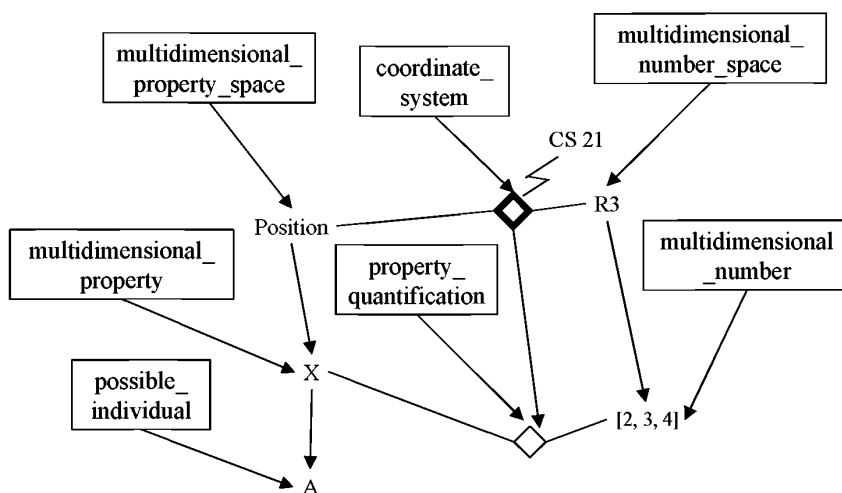 multidimensional_
property_space
coordinate_
system
multidimensional_
number_space
CS 21
Position
R3
multidimensional_
property
property_
quantification
multidimensional
_number
X
possible_
individual
[2, 3, 4]
A